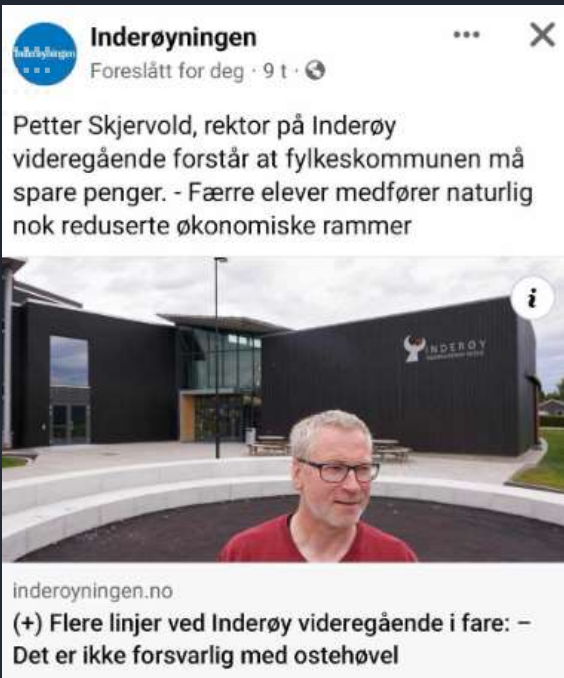 Inderøyningen
Inderøyningen
Foreslått for deg · 9 t ·
Petter Skjervold, rektor på Inderøy
videregående forstår at fylkeskommunen må
spare penger. - Færre elever medfører naturlig
nok reduserte økonomiske rammer
i
INDERØY
inderoyningen.no
(+) Flere linjer ved Inderøy videregående i fare: –
Det er ikke forsvarlig med ostehøvel